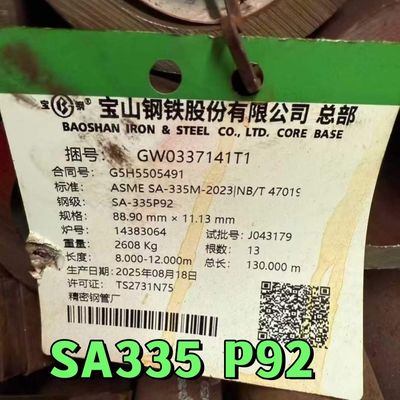 宝钢® 宝山钢铁股份有限公司 总部
BAOSHAN IRON & STEEL CO., LTD. CORE BASE
捆号: GW0337141T1
合同号: G5H5505491
标准: ASME SA-335M-2023|NB/T 47019
钢级: SA-335P92
规格: 88.90 mm × 11.13 mm
炉号: 14383064 试批号: J043179
重量: 2608 Kg 根数: 13
长度: 8.000-12.000m 总长: 130.000 m
生产日期: 2025年08月18日
许可证: TS2731N75
精密钢管厂
SA335 P92